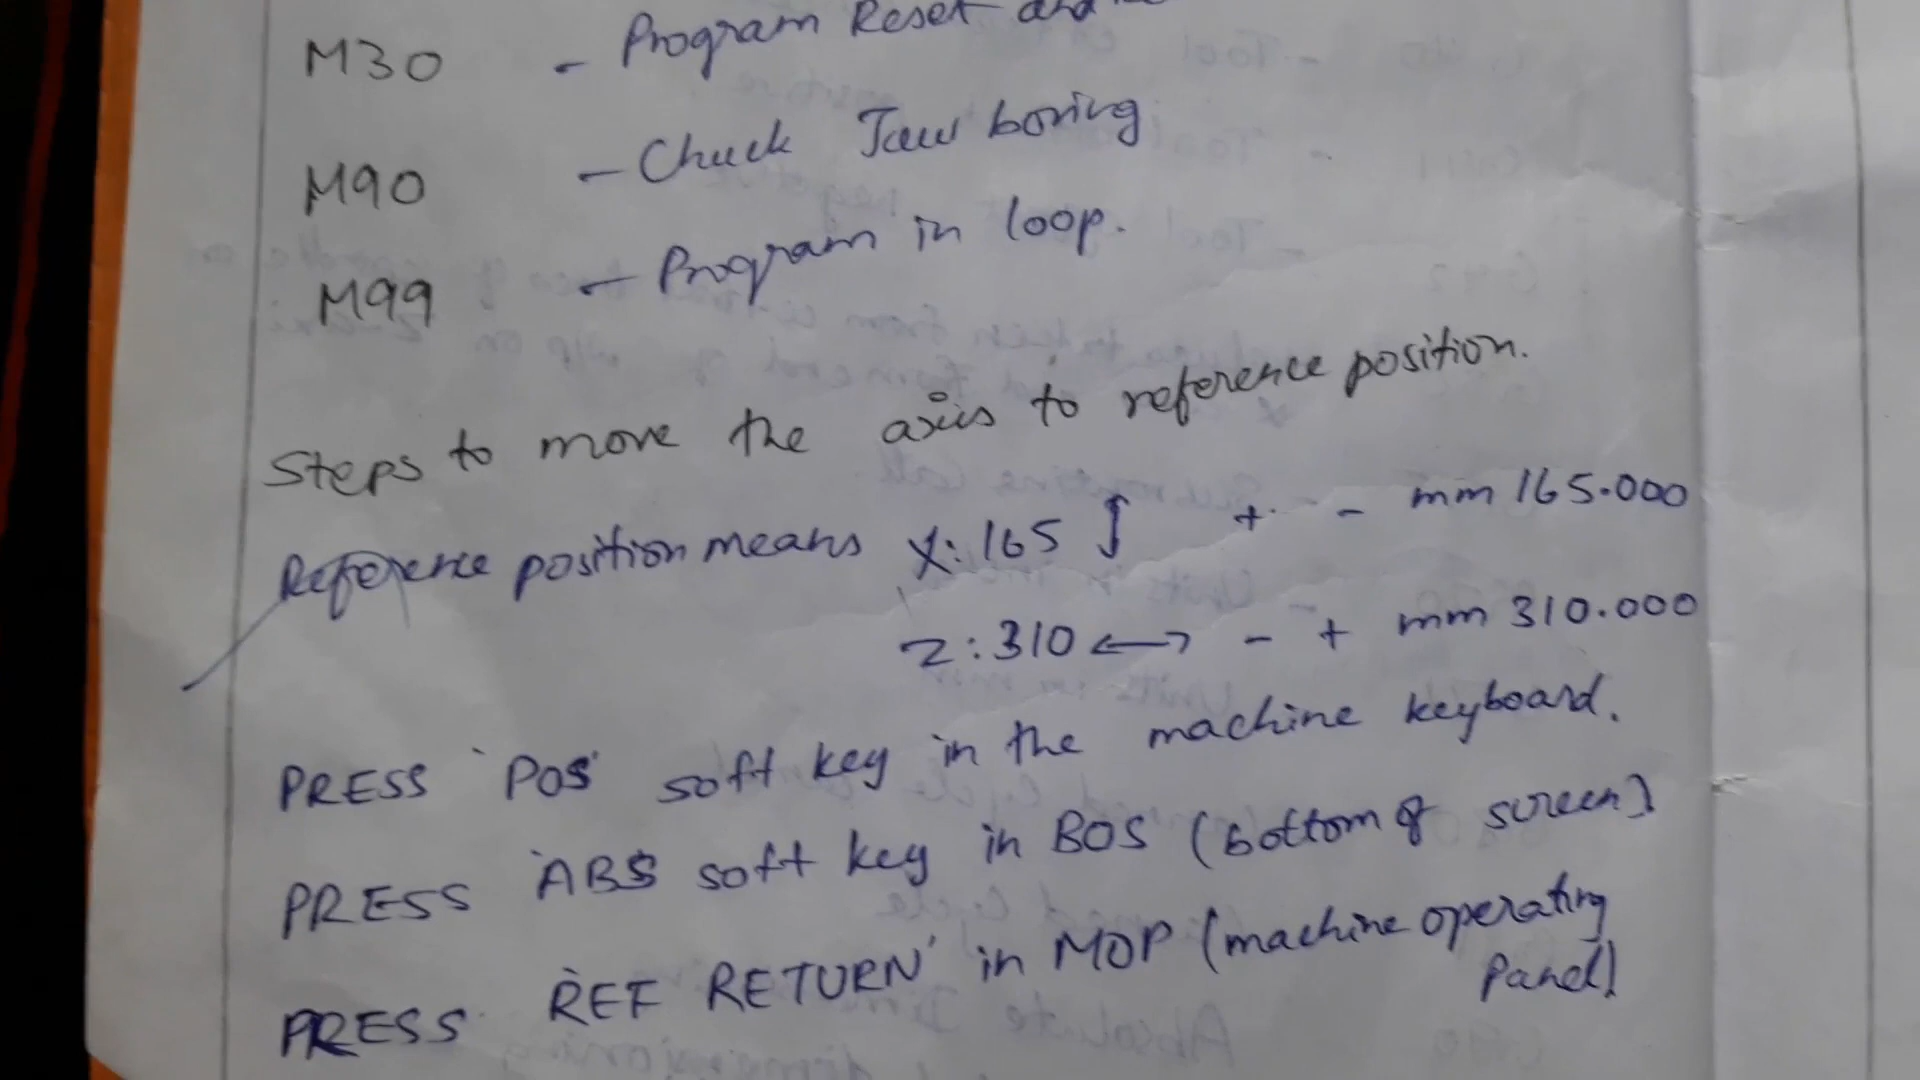 M30 - Program Reset and
M90 - Chuck Jaw boring
M99 - Program in loop.
Steps to move the axis to reference position.
Reference position means X:165 ↕ + - mm 165.000
Z:310 ↔ - + mm 310.000
PRESS 'POS' soft key in the machine keyboard.
PRESS 'ABS soft key in BOS (bottom of screen)
PRESS 'REF RETURN' in MOP (machine operating
Panel)